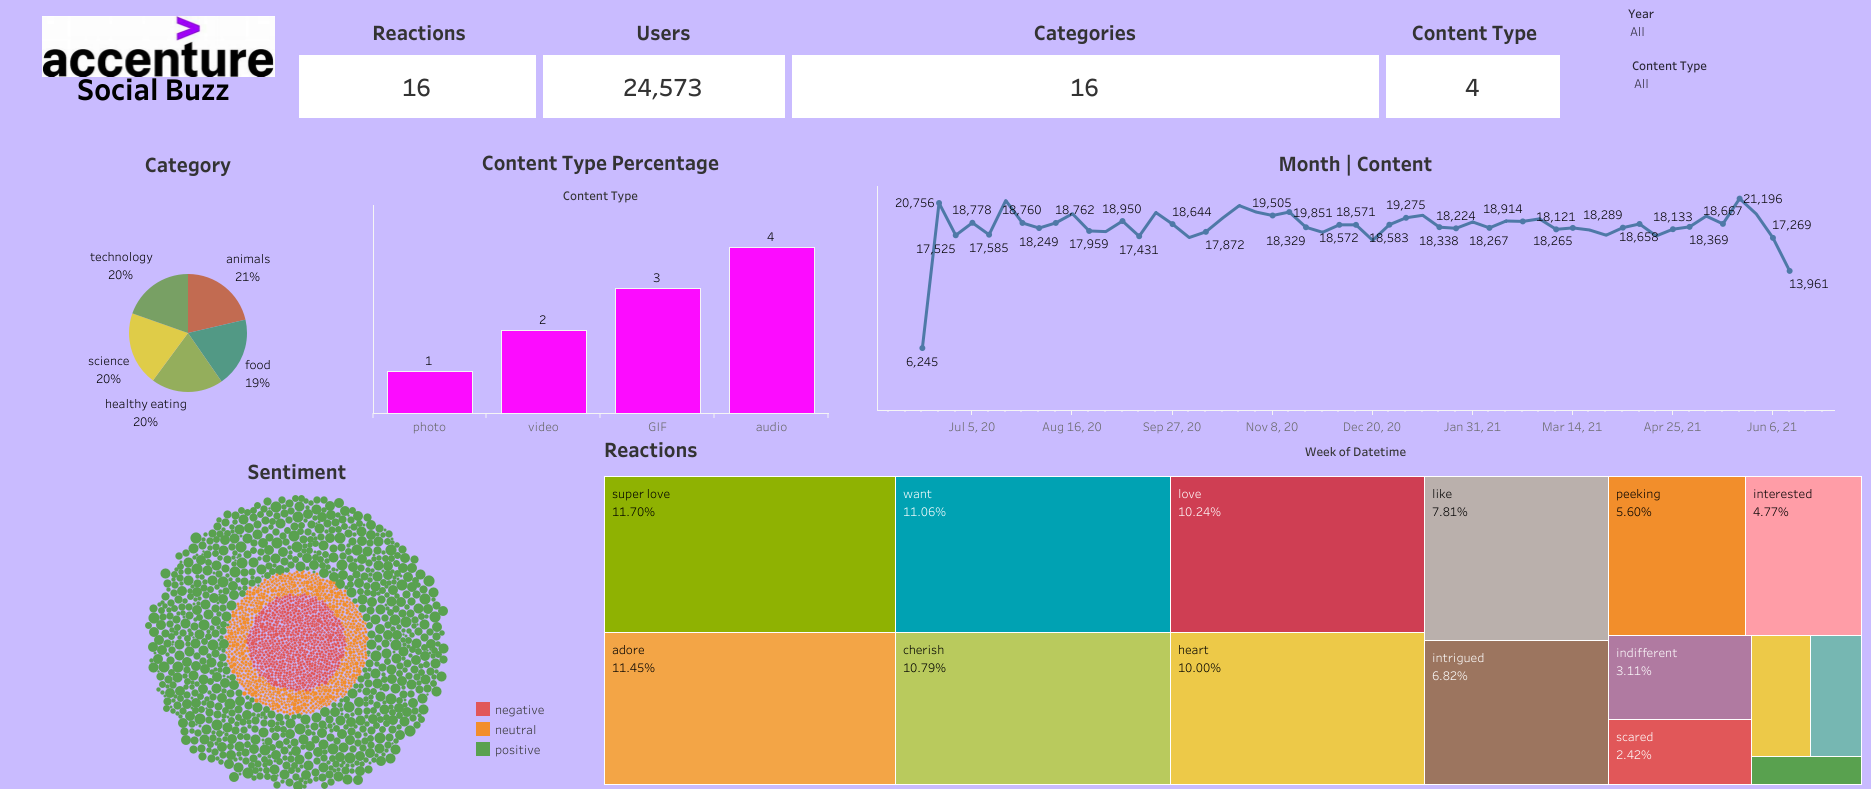 >
accenture
Social Buzz
Reactions
16
Users
24,573
Categories
16
Content Type
4
Year
All
Content Type
All
Category
technology
20%
animals
21%
science
20%
food
19%
healthy eating
20%
Content Type Percentage
Content Type
1
2
3
4
photo
video
GIF
audio
Month | Content
20,756
18,778
18,760
18,762
18,950
18,644
19,505
19,851
18,571
19,275
18,224
18,914
18,121
18,289
18,133
18,667
21,196
17,269
17,525
17,585
18,249
17,959
17,431
17,872
18,329
18,572
18,583
18,338
18,267
18,265
18,658
18,369
13,961
6,245
Jul 5, 20
Aug 16, 20
Sep 27, 20
Nov 8, 20
Dec 20, 20
Jan 31, 21
Mar 14, 21
Apr 25, 21
Jun 6, 21
Week of Datetime
Sentiment
negative
neutral
positive
Reactions
super love
11.70%
want
11.06%
love
10.24%
like
7.81%
peeking
5.60%
interested
4.77%
adore
11.45%
cherish
10.79%
heart
10.00%
intrigued
6.82%
indifferent
3.11%
scared
2.42%